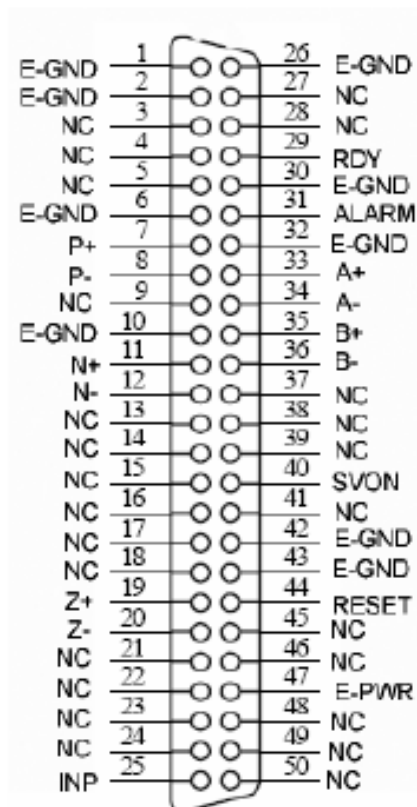 E-GND 1 26 E-GND
E-GND 2 27 NC
NC 3 28 NC
NC 4 29 RDY
NC 5 30 E-GND
E-GND 6 31 ALARM
P+ 7 32 E-GND
P- 8 33 A+
NC 9 34 A-
E-GND 10 35 B+
N+ 11 36 B-
N- 12 37 NC
NC 13 38 NC
NC 14 39 NC
NC 15 40 SVON
NC 16 41 NC
NC 17 42 E-GND
NC 18 43 E-GND
Z+ 19 44 RESET
Z- 20 45 NC
NC 21 46 NC
NC 22 47 E-PWR
NC 23 48 NC
NC 24 49 NC
INP 25 50 NC